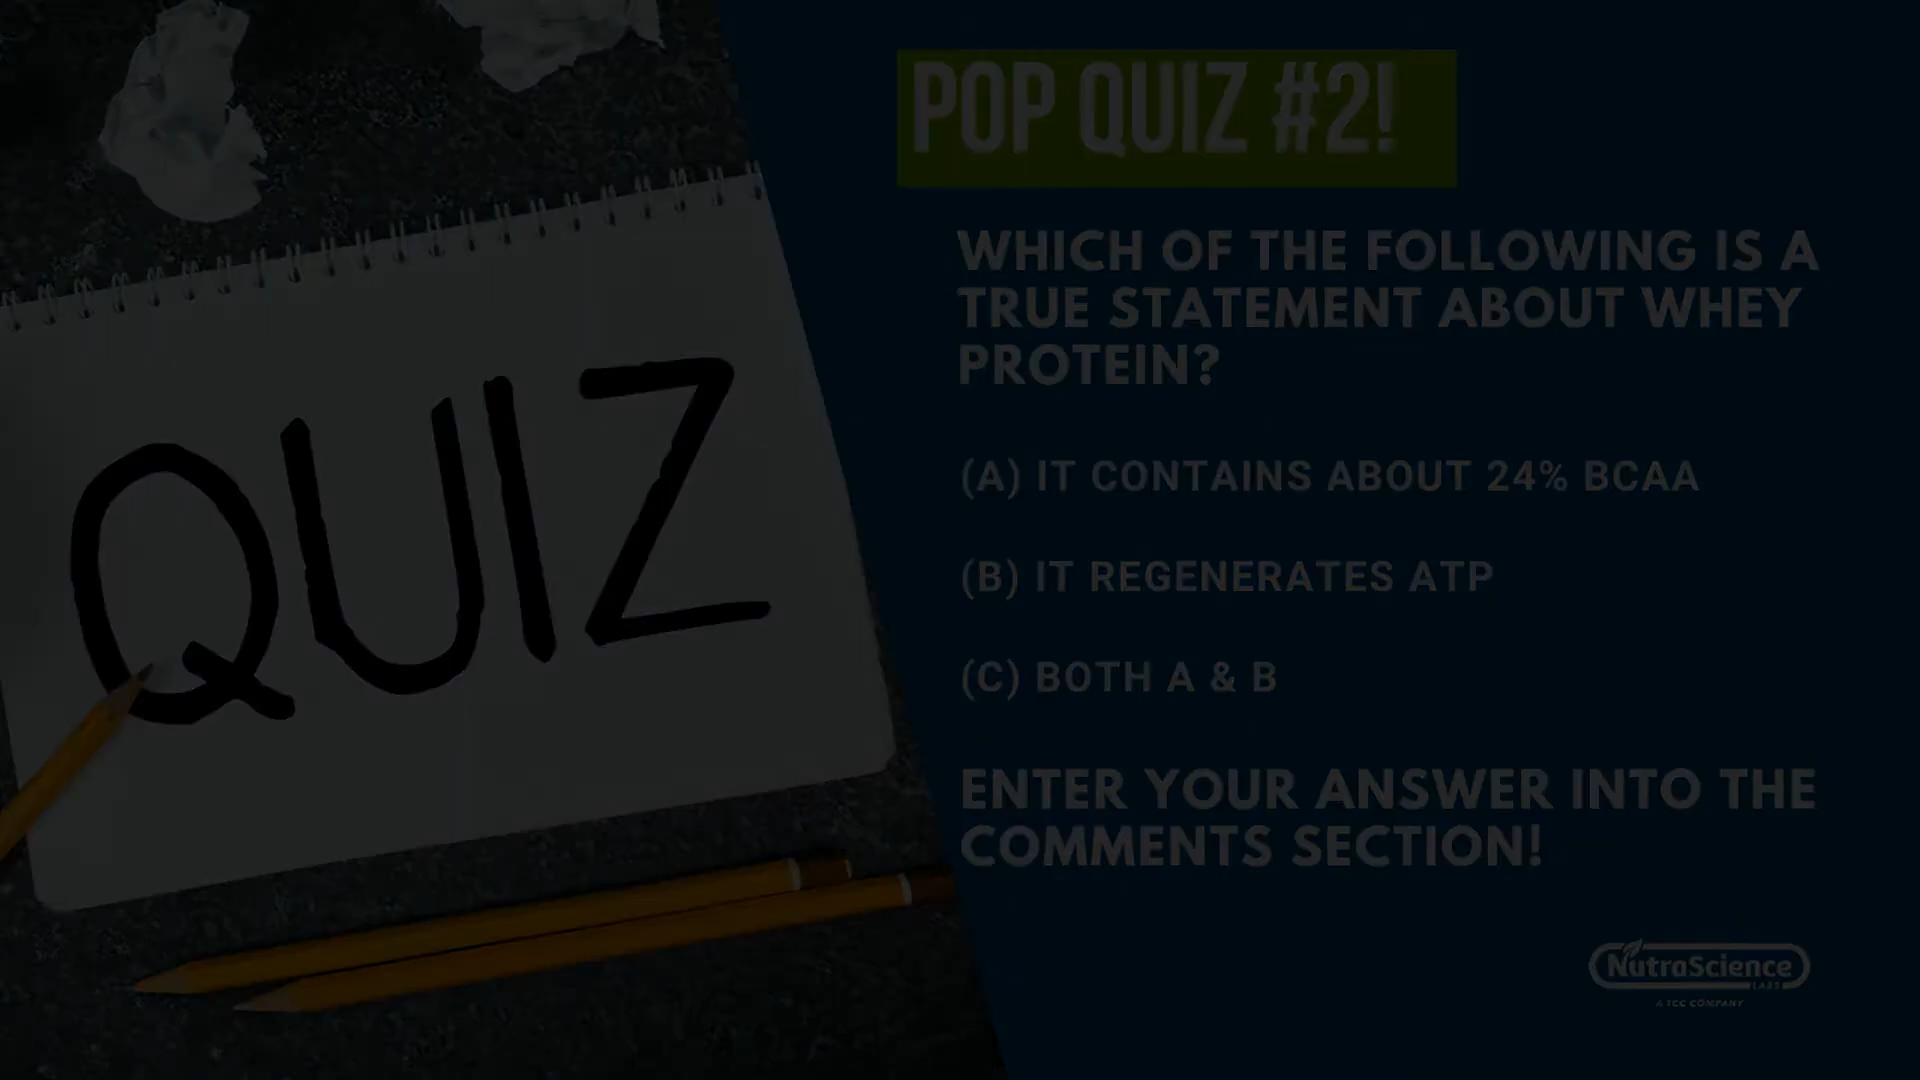 QUIZ
POP QUIZ #2!
WHICH OF THE FOLLOWING IS A
TRUE STATEMENT ABOUT WHEY
PROTEIN?
(A) IT CONTAINS ABOUT 24% BCAA
(B) IT REGENERATES ATP
(C) BOTH A & B
ENTER YOUR ANSWER INTO THE
COMMENTS SECTION!
NutraScience
LABS
A TCC COMPANY